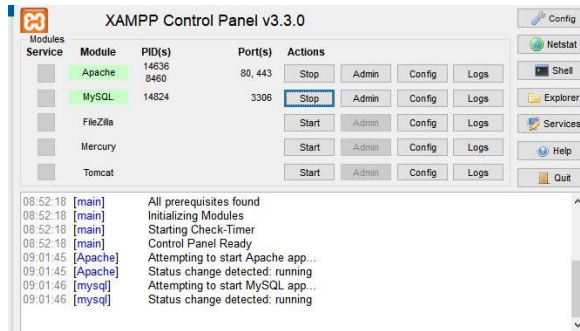 XAMPP Control Panel v3.3.0
Config
Modules
Service Module PID(s) Port(s) Actions
Netstat
Apache 14636 8460 80, 443 Stop Admin Config Logs
Shell
MySQL 14824 3306 Stop Admin Config Logs
Explorer
FileZilla Start Admin Config Logs
Services
Mercury Start Admin Config Logs
Help
Tomcat Start Admin Config Logs
Quit
08:52:18 [main] All prerequisites found
08:52:18 [main] Initializing Modules
08:52:18 [main] Starting Check-Timer
08:52:18 [main] Control Panel Ready
09:01:45 [Apache] Attempting to start Apache app...
09:01:45 [Apache] Status change detected: running
09:01:46 [mysql] Attempting to start MySQL app...
09:01:46 [mysql] Status change detected: running